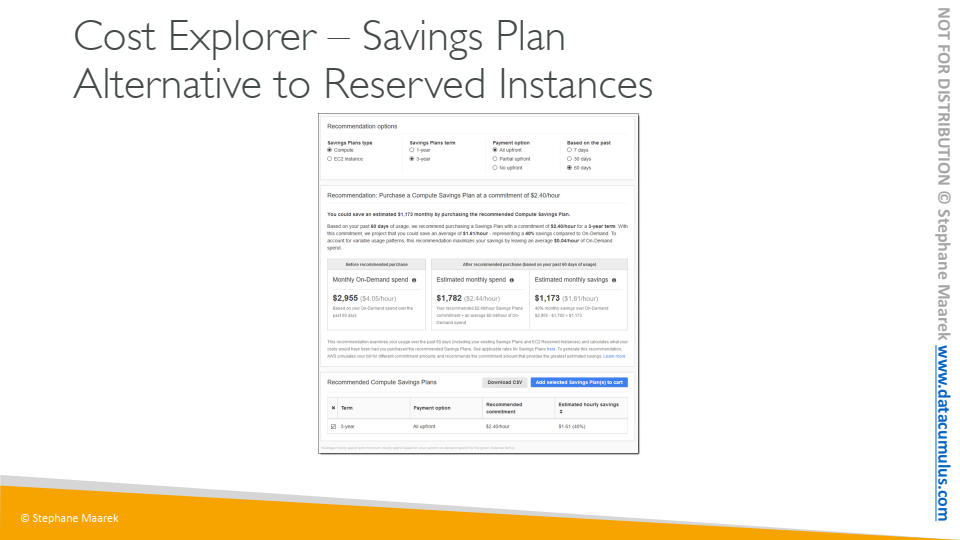 Cost Explorer – Savings Plan
Alternative to Reserved Instances
Recommendation options
Savings Plans type
Savings Plans term
Payment option
Based on the past
Compute
1-year
All upfront
7 days
EC2 Instance
3-year
Partial upfront
30 days
No upfront
60 days
Recommendation: Purchase a Compute Savings Plan at a commitment of $2.40/hour
You could save an estimated $1,173 monthly by purchasing the recommended Compute Savings Plan.
Based on your past 60 days of usage, we recommend purchasing a Savings Plan with a commitment of $2.40/hour for a 3-year term. With
this commitment, we project that you could save an average of $1.61/hour - representing a 40% savings compared to On-Demand. To
account for variable usage patterns, this recommendation maximizes your savings by leaving an average $0.04/hour of On-Demand
spend.
Before recommended purchase
After recommended purchase (based on your past 60 days of usage)
Monthly On-Demand spend
Estimated monthly spend
Estimated monthly savings
$2,955 ($4.05/hour)
$1,782 ($2.44/hour)
$1,173 ($1.61/hour)
Based on your On-Demand spend over the
past 60 days
Your recommended $2.40/hour Savings Plans
commitment + an average $0.04/hour of On-
Demand spend
40% monthly savings over On-Demand
$2,955 - $1,782 = $1,173
This recommendation examines your usage over the past 60 days (including your existing Savings Plans and EC2 Reserved Instances) and calculates what your
costs would have been had you purchased the recommended Savings Plans. See applicable rates for Savings Plans here. To generate this recommendation,
AWS simulates your bill for different commitment amounts and recommends the commitment amount that provides the greatest estimated savings. Learn more
Recommended Compute Savings Plans
Download CSV
Add selected Savings Plan(s) to cart
Term
Payment option
Recommended
commitment
Estimated hourly savings
3-year
All upfront
$2.40/hour
$1.61 (40%)
© Stephane Maarek
NOT FOR DISTRIBUTION © Stephane Maarek www.datacumulus.com